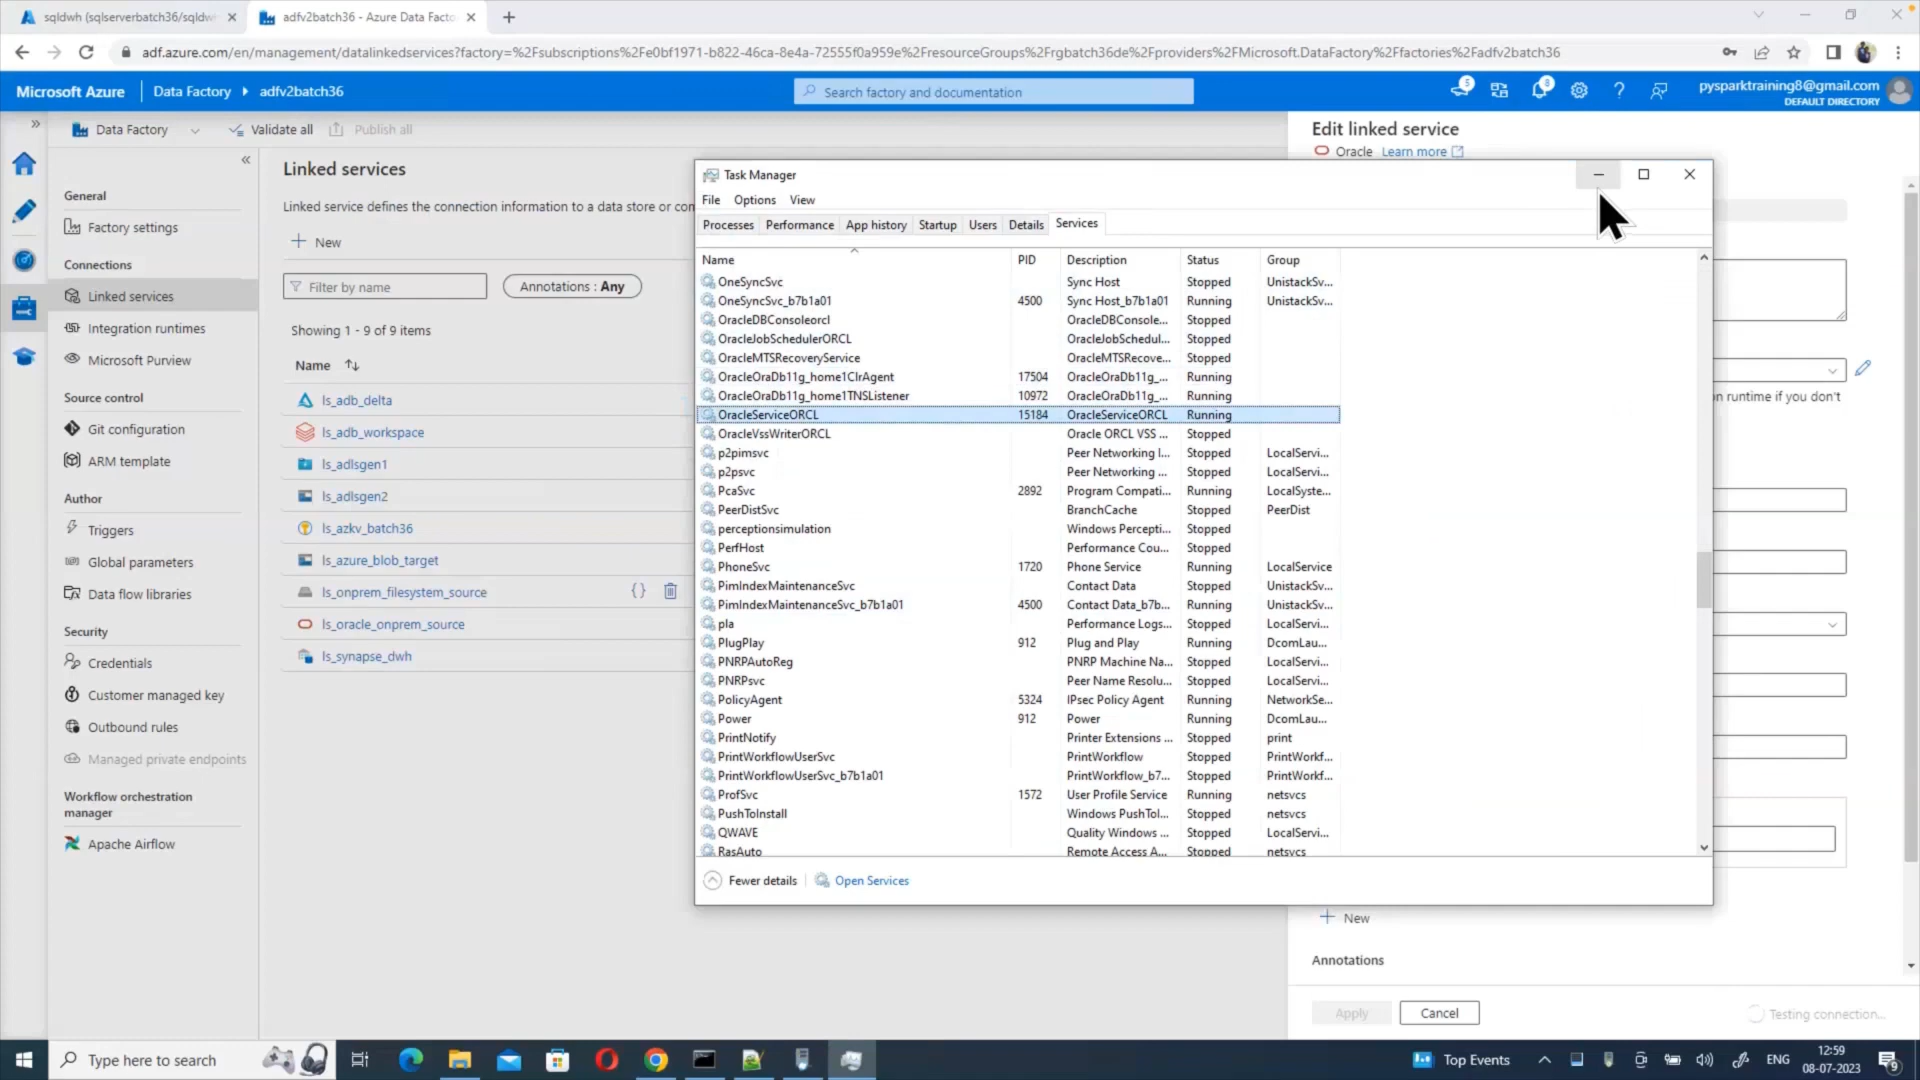 sqldwh (sqlserverbatch36/sqldw
adfv2batch36 - Azure Data Facto
adf.azure.com/en/management/datalinkedservices?factory=%2Fsubscriptions%2Fe0bf1971-b822-46ca-8e4a-72555f0a959e%2FresourceGroups%2Frgbatch36de%2Fproviders%2FMicrosoft.DataFactory%2Ffactories%2Fadfv2batch36
Microsoft Azure
Data Factory
adfv2batch36
Search factory and documentation
5
8
pysparktraining8@gmail.com
DEFAULT DIRECTORY
Data Factory
Validate all
Publish all
General
Factory settings
Connections
Linked services
Integration runtimes
Microsoft Purview
Source control
Git configuration
ARM template
Author
Triggers
Global parameters
Data flow libraries
Security
Credentials
Customer managed key
Outbound rules
Managed private endpoints
Workflow orchestration
manager
Apache Airflow
Linked services
Linked service defines the connection information to a data store or con
New
Filter by name
Annotations : Any
Showing 1 - 9 of 9 items
Name
ls_adb_delta
ls_adb_workspace
ls_adlsgen1
ls_adlsgen2
ls_azkv_batch36
ls_azure_blob_target
ls_onprem_filesystem_source
ls_oracle_onprem_source
ls_synapse_dwh
Task Manager
File Options View
Processes Performance App history Startup Users Details Services
Name PID Description Status Group
OneSyncSvc Sync Host Stopped UnistackSv...
OneSyncSvc_b7b1a01 4500 Sync Host_b7b1a01 Running UnistackSv...
OracleDBConsoleorcl OracleDBConsole... Stopped
OracleJobSchedulerORCL OracleJobSchedul... Stopped
OracleMTSRecoveryService OracleMTSRecove... Stopped
OracleOraDb11g_home1ClrAgent 17504 OracleOraDb11g_... Running
OracleOraDb11g_home1TNSListener 10972 OracleOraDb11g_... Running
OracleServiceORCL 15184 OracleServiceORCL Running
OracleVssWriterORCL Oracle ORCL VSS ... Stopped
p2pimsvc Peer Networking I... Stopped LocalServi...
p2psvc Peer Networking ... Stopped LocalServi...
PcaSvc 2892 Program Compati... Running LocalSyste...
PeerDistSvc BranchCache Stopped PeerDist
perceptionsimulation Windows Percepti... Stopped
PerfHost Performance Cou... Stopped
PhoneSvc 1720 Phone Service Running LocalService
PimIndexMaintenanceSvc Contact Data Stopped UnistackSv...
PimIndexMaintenanceSvc_b7b1a01 4500 Contact Data_b7b... Running UnistackSv...
pla Performance Logs... Stopped LocalServi...
PlugPlay 912 Plug and Play Running DcomLau...
PNRPAutoReg PNRP Machine Na... Stopped LocalServi...
PNRPsvc Peer Name Resolu... Stopped LocalServi...
PolicyAgent 5324 IPsec Policy Agent Running NetworkSe...
Power 912 Power Running DcomLau...
PrintNotify Printer Extensions ... Stopped print
PrintWorkflowUserSvc PrintWorkflow Stopped PrintWorkf...
PrintWorkflowUserSvc_b7b1a01 PrintWorkflow_b7... Stopped PrintWorkf...
ProfSvc 1572 User Profile Service Running netsvcs
PushToInstall Windows PushToI... Stopped netsvcs
QWAVE Quality Windows ... Stopped LocalServi...
RasAuto Remote Access A... Stopped netsvcs
Fewer details
Open Services
Edit linked service
Oracle Learn more
n runtime if you don't
New
Annotations
Apply
Cancel
Testing connection...
Type here to search
Top Events
ENG
12:59
08-07-2023
9